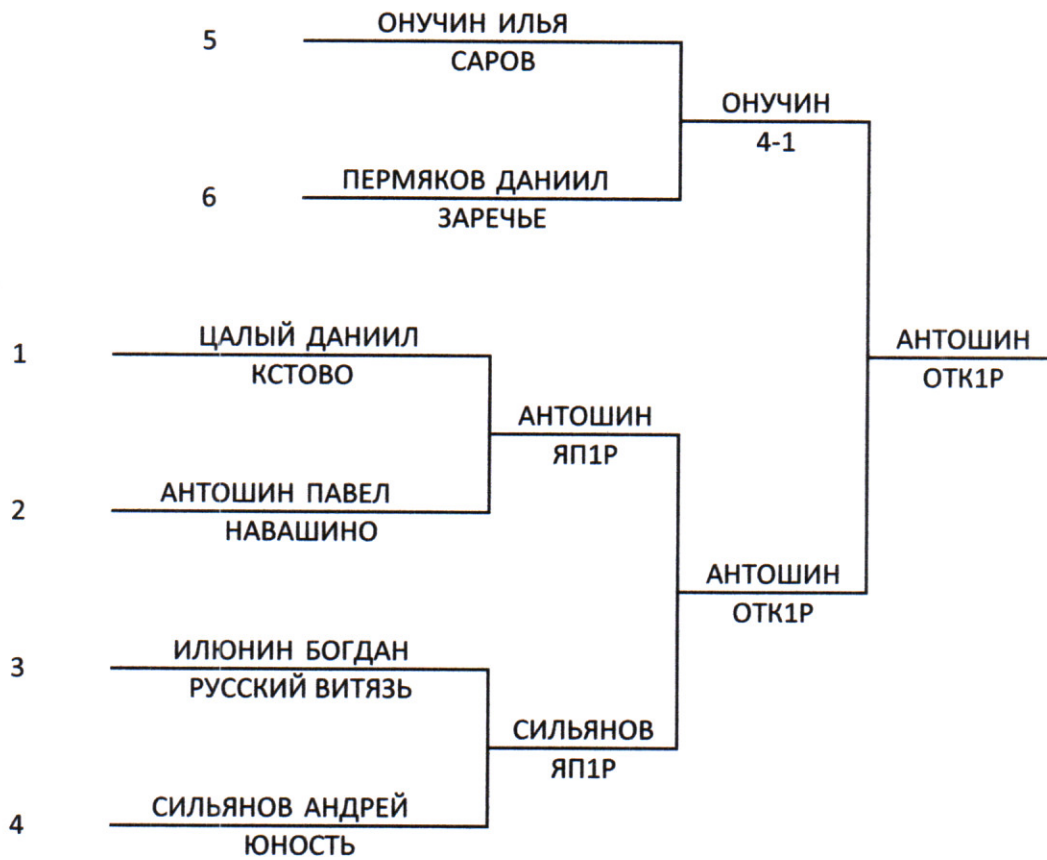 5
ОНУЧИН ИЛЬЯ
САРОВ
ОНУЧИН
4-1
6
ПЕРМЯКОВ ДАНИИЛ
ЗАРЕЧЬЕ
1
ЦАЛЫЙ ДАНИИЛ
КСТОВО
АНТОШИН
ОТК1Р
АНТОШИН
ЯП1Р
2
АНТОШИН ПАВЕЛ
НАВАШИНО
АНТОШИН
ОТК1Р
3
ИЛЮНИН БОГДАН
РУССКИЙ ВИТЯЗЬ
СИЛЬЯНОВ
ЯП1Р
4
СИЛЬЯНОВ АНДРЕЙ
ЮНОСТЬ